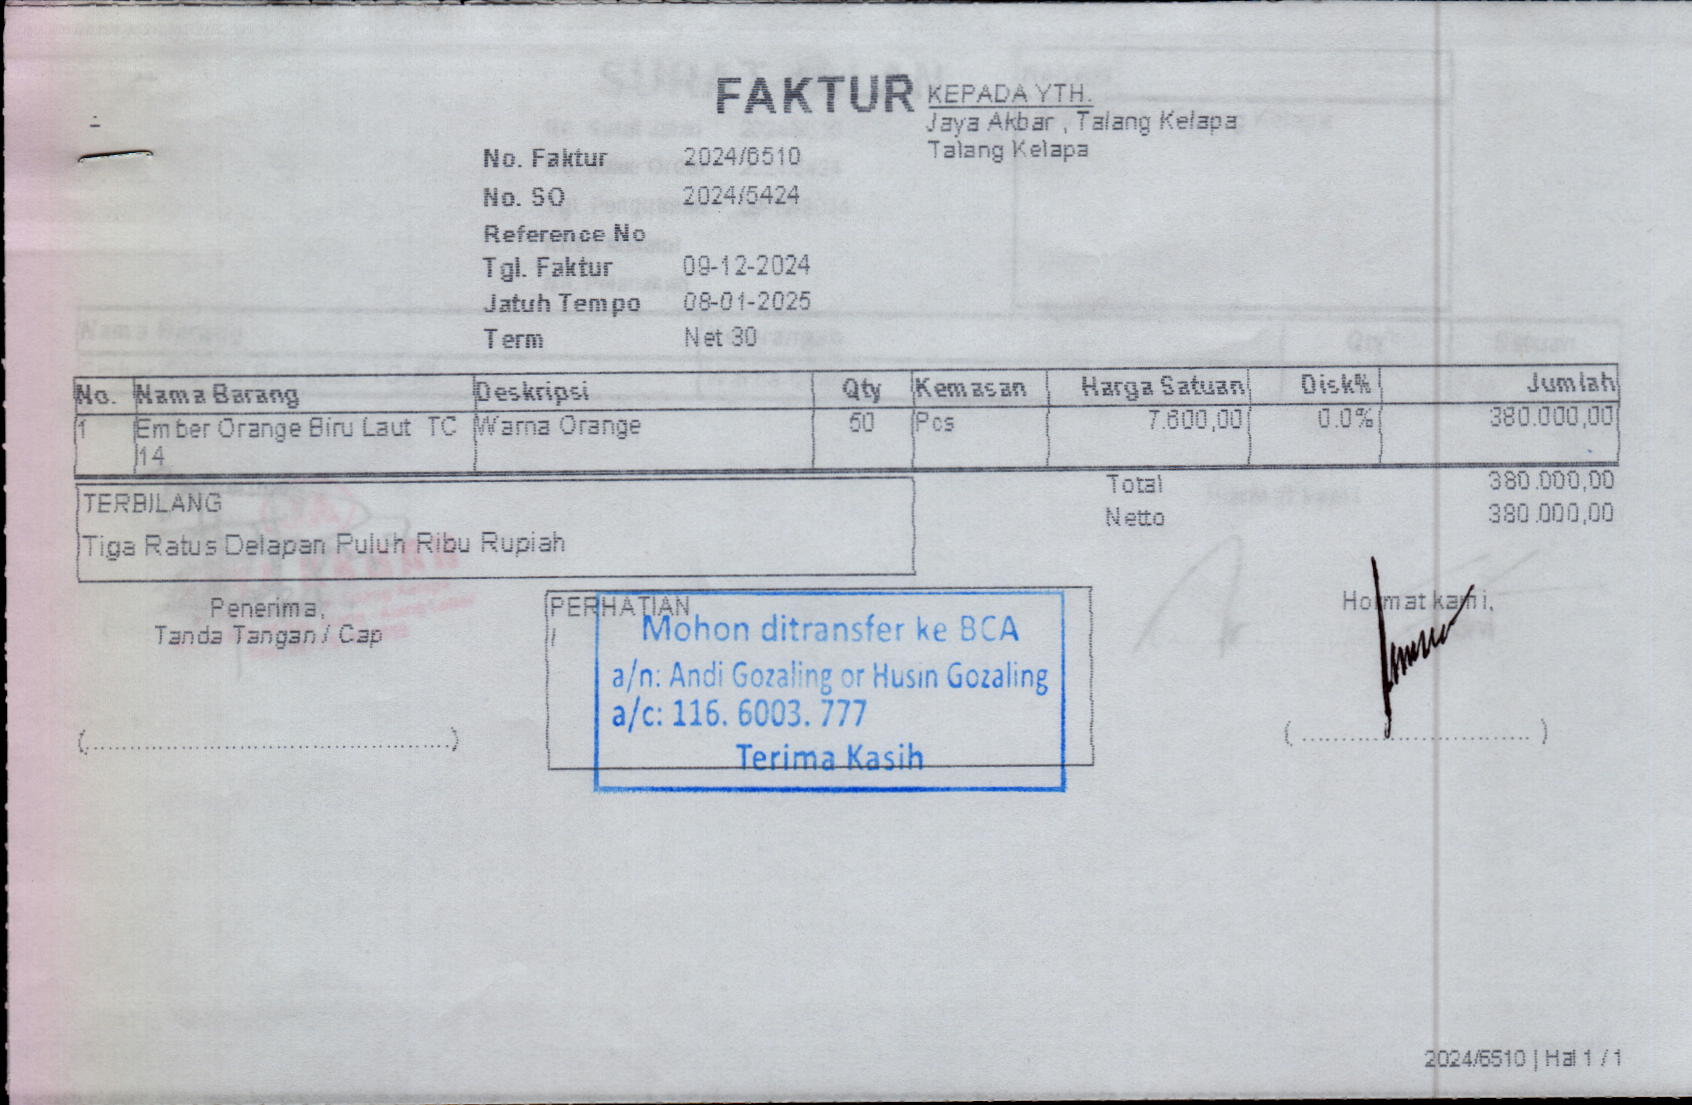 FAKTUR
KEPADA YTH.
Jaya Akbar , Talang Kelapa
Talang Kelapa
No. Faktur 2024/6510
No. SO 2024/5424
Reference No
Tgl. Faktur 09-12-2024
Jatuh Tempo 08-01-2025
Term Net 30
No. Nama Barang Deskripsi Qty Kemasan Harga Satuan Disk% Jumlah
1 Ember Orange Biru Laut TC 14 Warna Orange 50 Pcs 7.600,00 0.0% 380.000,00
Total 380.000,00
Netto 380.000,00
TERBILANG
Tiga Ratus Delapan Puluh Ribu Rupiah
Penerima,
Tanda Tangan / Cap
(..........................................................)
PERHATIAN
/
Mohon ditransfer ke BCA
a/n: Andi Gozaling or Husin Gozaling
a/c: 116. 6003. 777
Terima Kasih
Hormat kami,
( .................................... )
2024/6510 | Hal 1 / 1